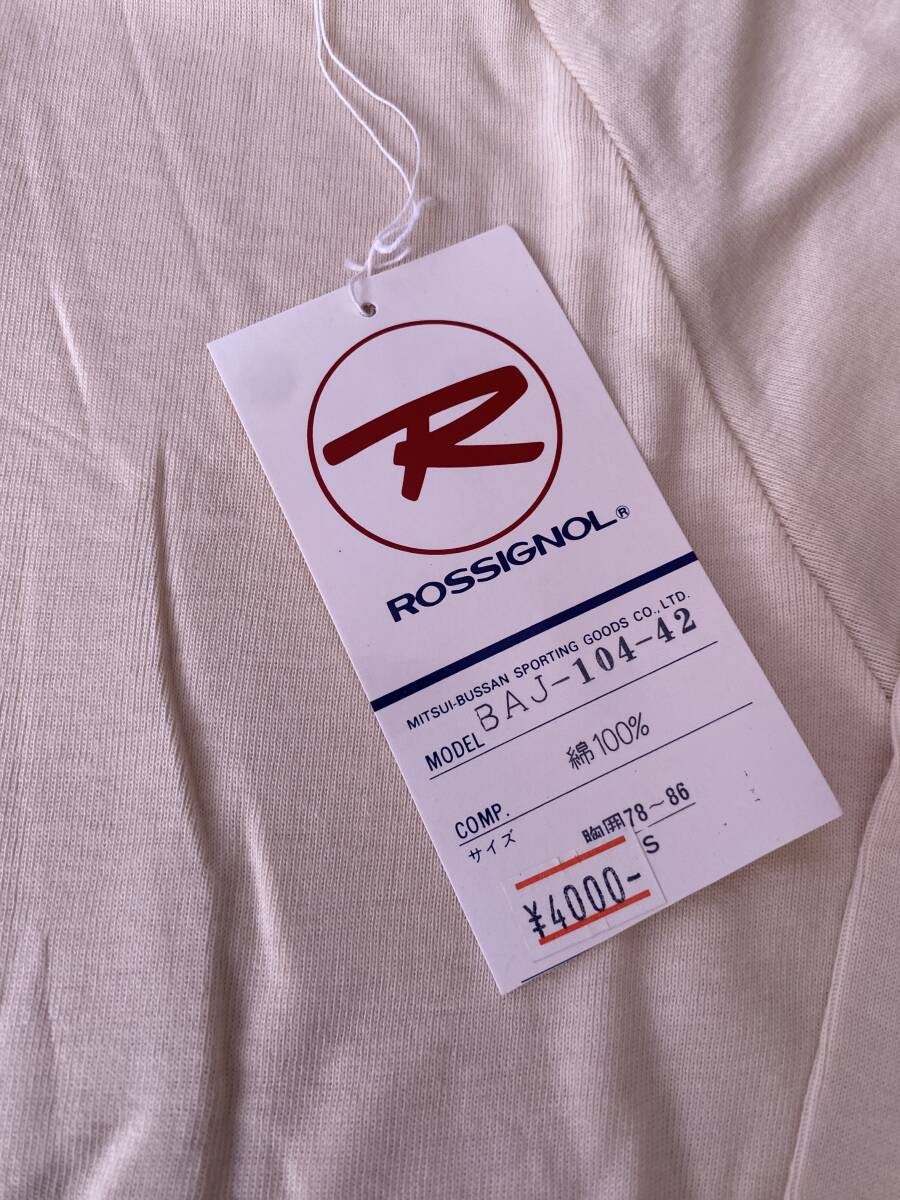 R
ROSSIGNOL®
MITSUI-BUSSAN SPORTING GOODS CO., LTD.
MODEL BAJ-104-42
COMP. 綿100%
サイズ 胸囲78~86
S
¥4000-